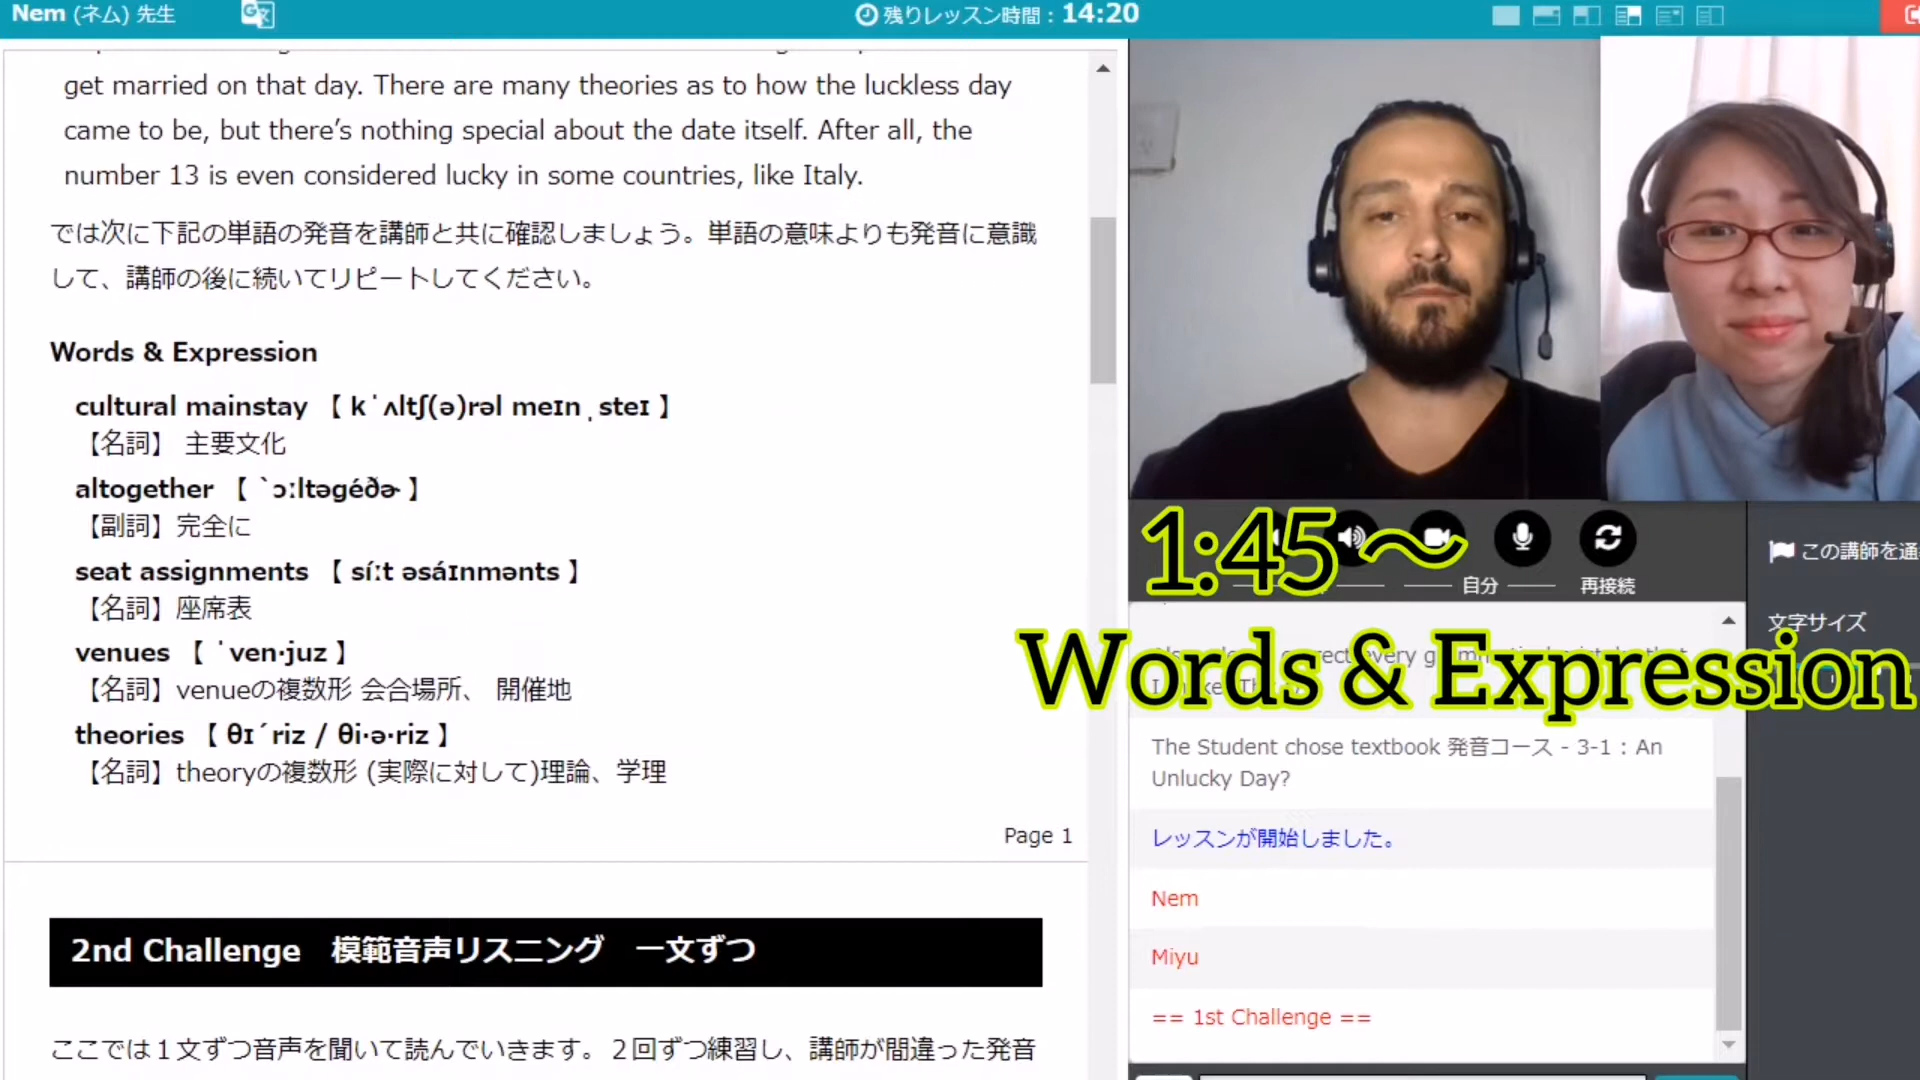 Nem (ネム) 先生
残りレッスン時間 : 14:20
get married on that day. There are many theories as to how the luckless day
came to be, but there's nothing special about the date itself. After all, the
number 13 is even considered lucky in some countries, like Italy.
では次に下記の単語の発音を講師と共に確認しましょう。単語の意味よりも発音に意識
して、講師の後に続いてリピートしてください。
Words & Expression
cultural mainstay 【 kˈʌltʃ(ə)rəl meɪnˌsteɪ 】
【名詞】 主要文化
altogether 【 `ɔːltəgéðɚ 】
【副詞】完全に
seat assignments 【 síːt əsáɪnmənts 】
【名詞】座席表
venues 【 ˈven·juz 】
【名詞】venueの複数形 会合場所、 開催地
theories 【 θɪˊriz / θi·ə·riz 】
【名詞】theoryの複数形 (実際に対して)理論、学理
Page 1
2nd Challenge 模範音声リスニング 一文ずつ
ここでは１文ずつ音声を聞いて読んでいきます。２回ずつ練習し、講師が間違った発音
1:45～
自分
再接続
この講師を通
文字サイズ
Words & Expression
The Student chose textbook 発音コース - 3-1 : An
Unlucky Day?
レッスンが開始しました。
Nem
Miyu
== 1st Challenge ==